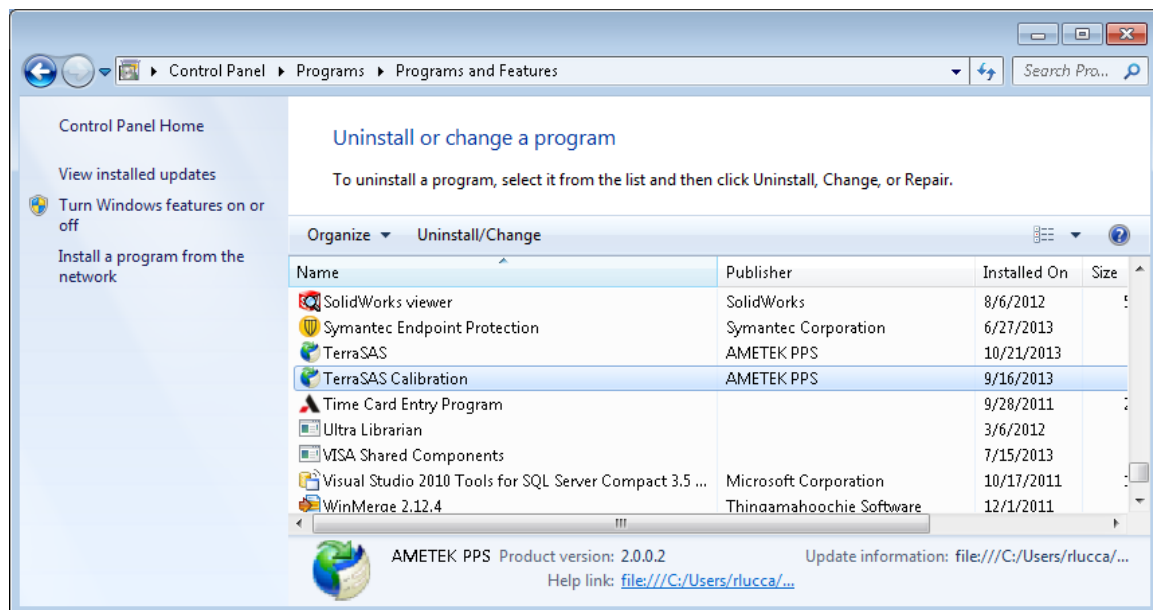 Control Panel Programs Programs and Features Search Pro...
Control Panel Home
View installed updates
Turn Windows features on or
off
Install a program from the
network
Uninstall or change a program
To uninstall a program, select it from the list and then click Uninstall, Change, or Repair.
Organize Uninstall/Change
Name Publisher Installed On Size
SolidWorks viewer SolidWorks 8/6/2012
Symantec Endpoint Protection Symantec Corporation 6/27/2013
TerraSAS AMETEK PPS 10/21/2013
TerraSAS Calibration AMETEK PPS 9/16/2013
Time Card Entry Program 9/28/2011
Ultra Librarian 3/6/2012
VISA Shared Components 7/15/2013
Visual Studio 2010 Tools for SQL Server Compact 3.5 ... Microsoft Corporation 10/17/2011
WinMerge 2.12.4 Thingamahoochie Software 12/1/2011
AMETEK PPS Product version: 2.0.0.2 Update information: file:///C:/Users/rlucca/...
Help link: file:///C:/Users/rlucca/...